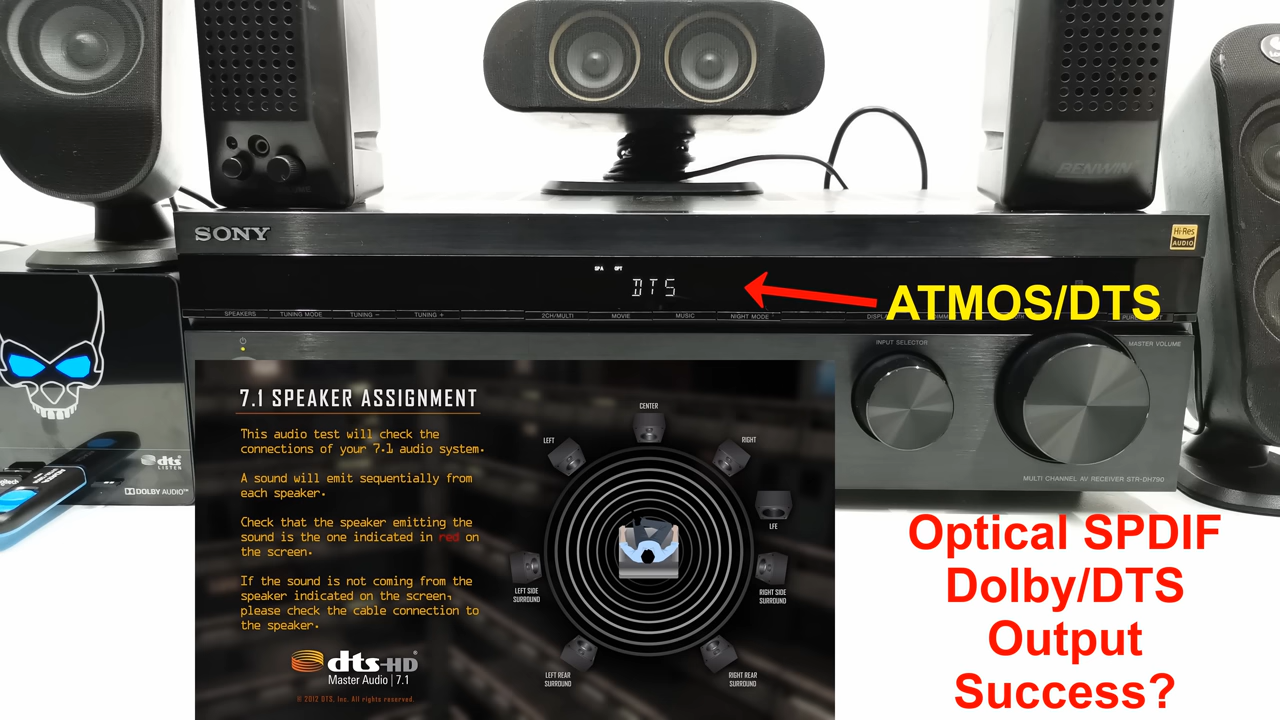 BENWIN
SONY
Hi-Res
AUDIO
SPA OPT
DTS
ATMOS/DTS
SPEAKERS TUNING MODE TUNING − TUNING + 2CH/MULTI MOVIE MUSIC NIGHT MODE
INPUT SELECTOR
MASTER VOLUME
MULTI CHANNEL AV RECEIVER STR-DH790
dts
LISTEN
DOLBY AUDIO™
7.1 SPEAKER ASSIGNMENT
This audio test will check the
connections of your 7.1 audio system.
A sound will emit sequentially from
each speaker.
Check that the speaker emitting the
sound is the one indicated in red on
the screen.
If the sound is not coming from the
speaker indicated on the screen,
please check the cable connection to
the speaker.
dts-HD
Master Audio | 7.1
© 2012 DTS, Inc. All rights reserved.
CENTER
LEFT
RIGHT
LFE
LEFT SIDE
SURROUND
RIGHT SIDE
SURROUND
LEFT REAR
SURROUND
RIGHT REAR
SURROUND
Optical SPDIF
Dolby/DTS
Output
Success?